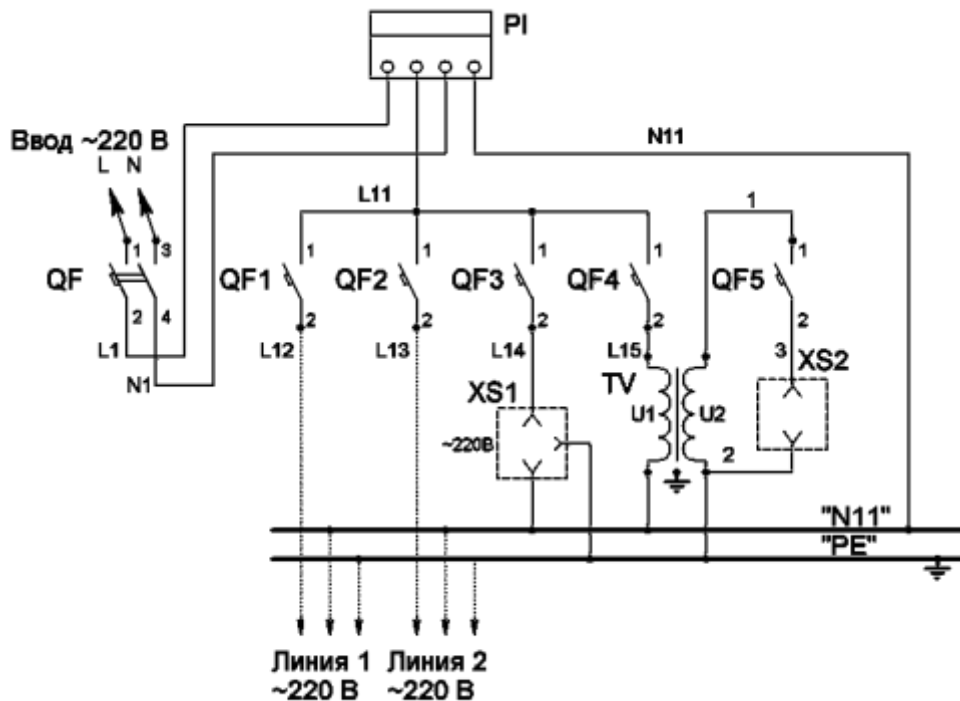 PI
Ввод ~220 В
L N
N11
L11
1
1 3
1 1 1 1 1
QF QF1 QF2 QF3 QF4 QF5
2 4
2 2 2 2 2
L1 L12 L13 L14 L15 3 XS2
N1
XS1 TV
U1 U2
~220В
2
"N11"
"PE"
Линия 1 Линия 2
~220 В ~220 В